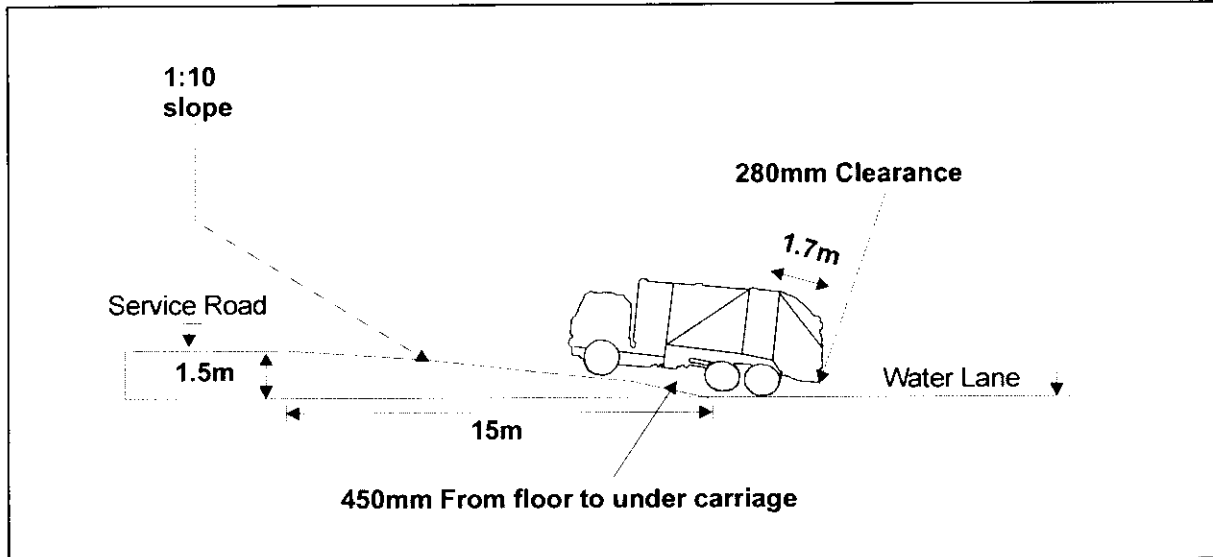 1:10
slope
280mm Clearance
1.7m
Service Road
1.5m
Water Lane
15m
450mm From floor to under carriage